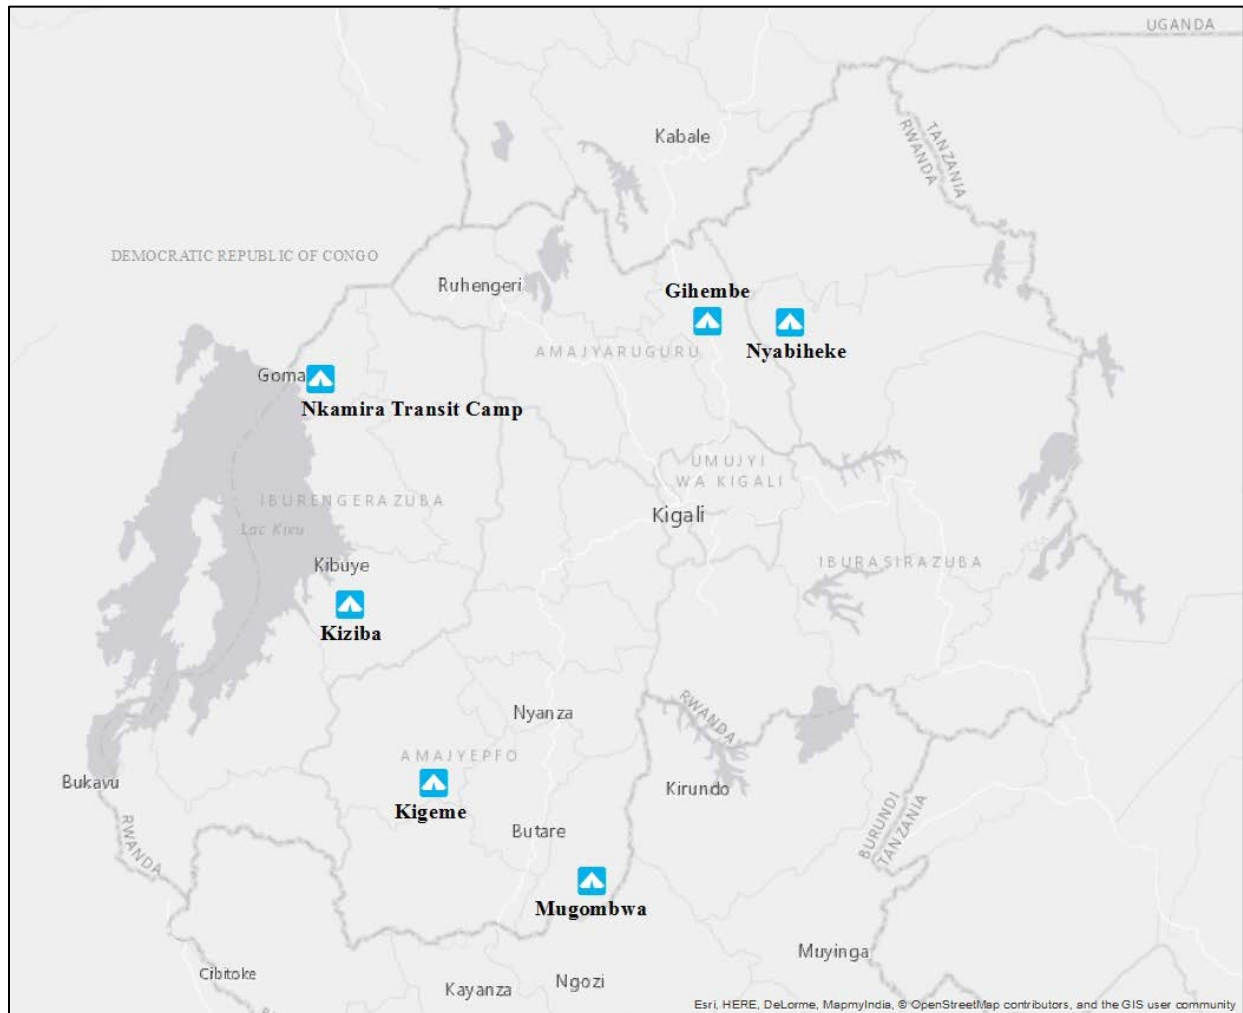 UGANDA
Kabale
TANZANIA
RWANDA
DEMOCRATIC REPUBLIC OF CONGO
Ruhengeri
Gihembe
Nyabiheke
AMAJYARUGURU
Goma
Nkamira Transit Camp
UMUJYI
WA KIGALI
IBURENGERAZUBA
Lac Kivu
Kigali
Kibuye
IBURASIRAZUBA
Kiziba
RWANDA
Nyanza
AMAJYEPFO
Bukavu
Kigeme
Kirundo
RWANDA
Butare
BURUNDI
TANZANIA
Mugombwa
Muyinga
Cibitoke
Kayanza
Ngozi
Esri, HERE, DeLorme, MapmyIndia, © OpenStreetMap contributors, and the GIS user community